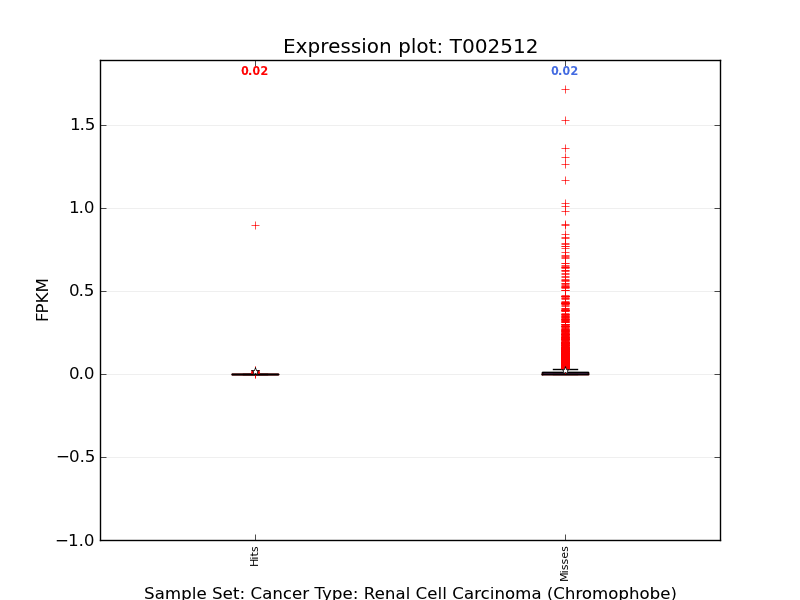 Expression plot: T002512
0.02
0.02
1.5
1.0
0.5
0.0
−0.5
−1.0
FPKM
Hits
Misses
Sample Set: Cancer Type: Renal Cell Carcinoma (Chromophobe)